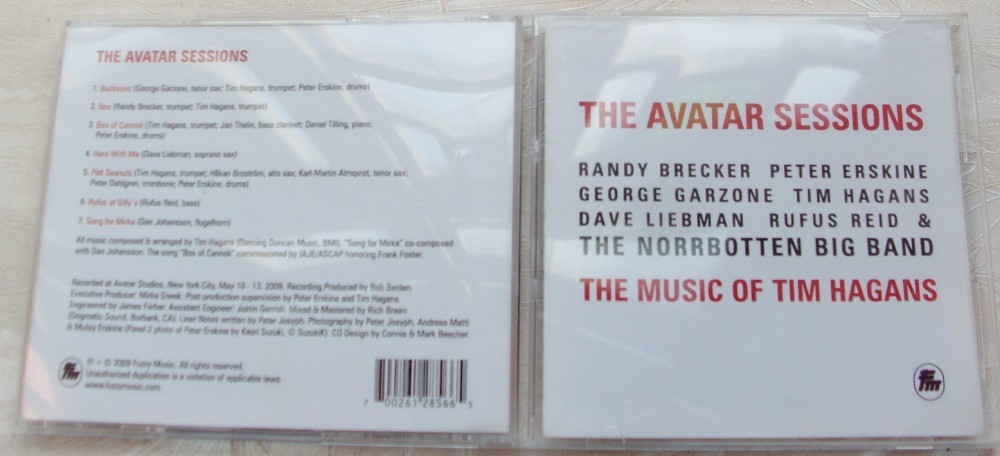 THE AVATAR SESSIONS
1. Buckeyes (George Garzone, tenor sax; Tim Hagans, trumpet; Peter Erskine, drums)
2. Boo (Randy Brecker, trumpet; Tim Hagans, trumpet)
3. Box of Cannoli (Tim Hagans, trumpet; Jan Thelin, bass clarinet; Daniel Tilling, piano;
Peter Erskine, drums)
4. Here With Me (Dave Liebman, soprano sax)
5. Palt Seanuts (Tim Hagans, trumpet; Håkan Broström, alto sax; Karl-Martin Almqvist, tenor sax;
Peter Dahlgren, trombone; Peter Erskine, drums)
6. Rufus at Gilly's (Rufus Reid, bass)
7. Song for Mirka (Dan Johansson, flugelhorn)
All music composed & arranged by Tim Hagans (Dancing Duncan Music, BMI). "Song for Mirka" co-composed
with Dan Johansson. The song "Box of Cannoli" commissioned by IAJE/ASCAP honoring Frank Foster.
Recorded at Avatar Studios, New York City, May 10 - 13, 2009. Recording Produced by Bob Belden.
Executive Producer: Mirka Siwek. Post-production supervision by Peter Erskine and Tim Hagans.
Engineered by James Farber. Assistant Engineer: Justin Gerrish. Mixed & Mastered by Rich Breen
(Dogmatic Sound, Burbank, CA). Liner Notes written by Peter Josyph. Photography by Peter Josyph, Andreas Matti
& Mutsy Erskine (Panel 2 photo of Peter Erskine by Kaori Suzuki, © SuzukiK). CD Design by Connie & Mark Beecher.
℗ + © 2009 Fuzzy Music. All rights reserved.
Unauthorized duplication is a violation of applicable laws.
www.fuzzymusic.com
7 00261 28566 5
THE AVATAR SESSIONS
RANDY BRECKER PETER ERSKINE
GEORGE GARZONE TIM HAGANS
DAVE LIEBMAN RUFUS REID &
THE NORRBOTTEN BIG BAND
THE MUSIC OF TIM HAGANS